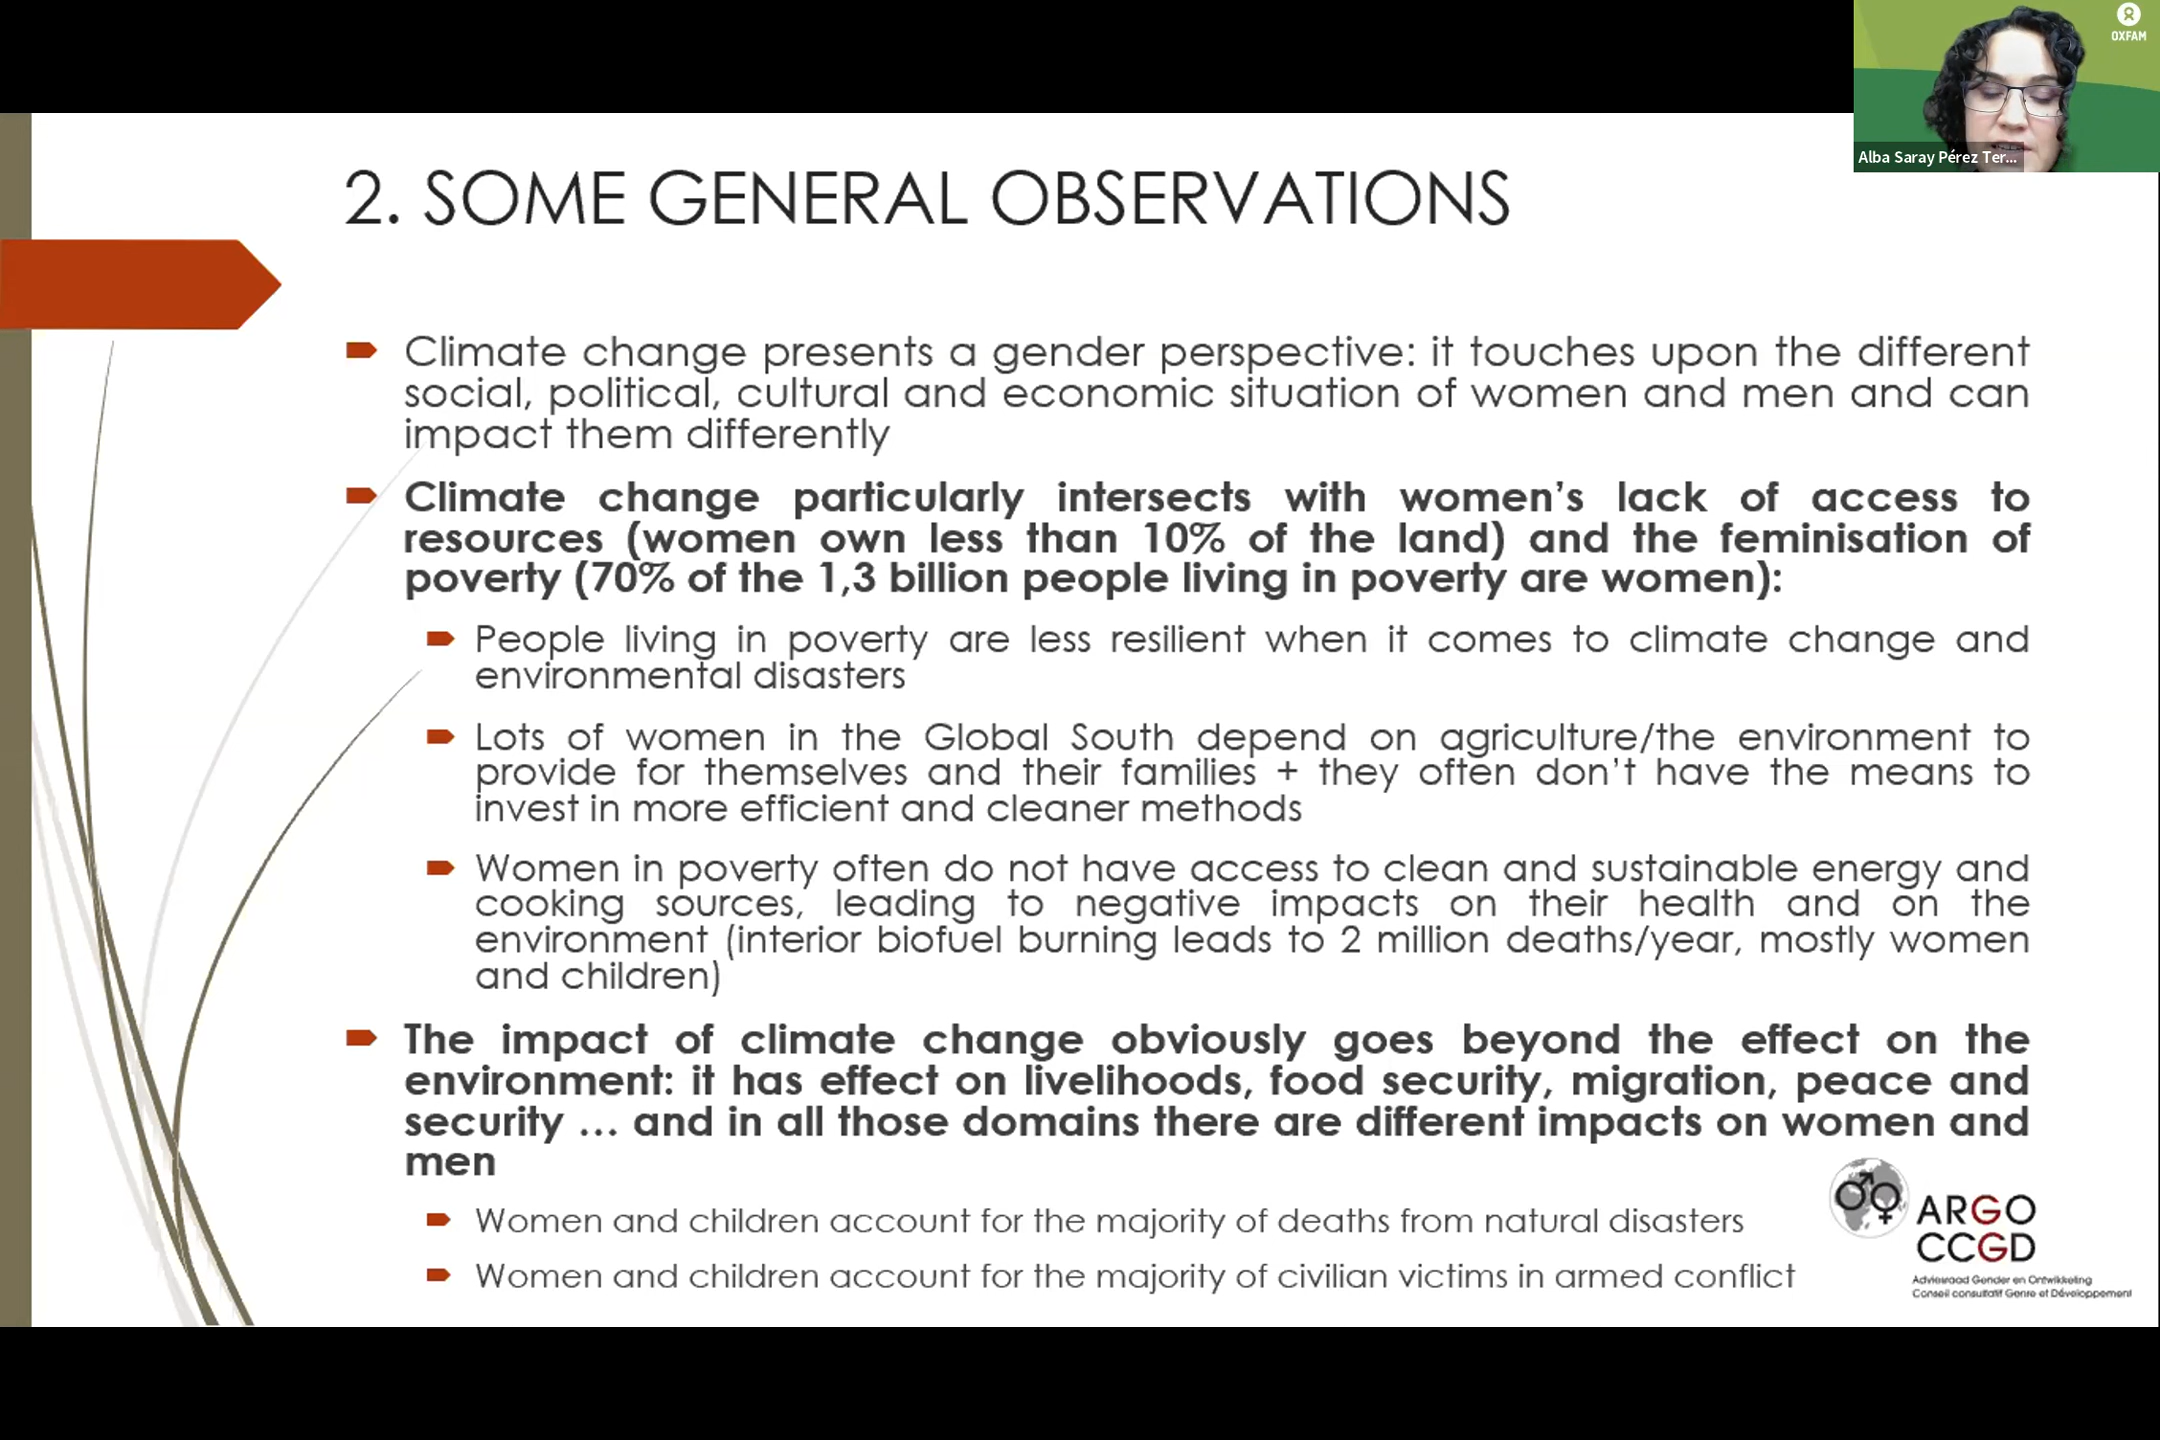 OXFAM
Alba Saray Pérez Ter...
2. SOME GENERAL OBSERVATIONS
Climate change presents a gender perspective: it touches upon the different
social, political, cultural and economic situation of women and men and can
impact them differently
Climate change particularly intersects with women's lack of access to
resources (women own less than 10% of the land) and the feminisation of
poverty (70% of the 1,3 billion people living in poverty are women):
People living in poverty are less resilient when it comes to climate change and
environmental disasters
Lots of women in the Global South depend on agriculture/the environment to
provide for themselves and their families + they often don't have the means to
invest in more efficient and cleaner methods
Women in poverty often do not have access to clean and sustainable energy and
cooking sources, leading to negative impacts on their health and on the
environment (interior biofuel burning leads to 2 million deaths/year, mostly women
and children)
The impact of climate change obviously goes beyond the effect on the
environment: it has effect on livelihoods, food security, migration, peace and
security ... and in all those domains there are different impacts on women and
men
Women and children account for the majority of deaths from natural disasters
Women and children account for the majority of civilian victims in armed conflict
ARGO
CCGD
Adviesraad Gender en Ontwikkeling
Conseil consultatif Genre et Développement